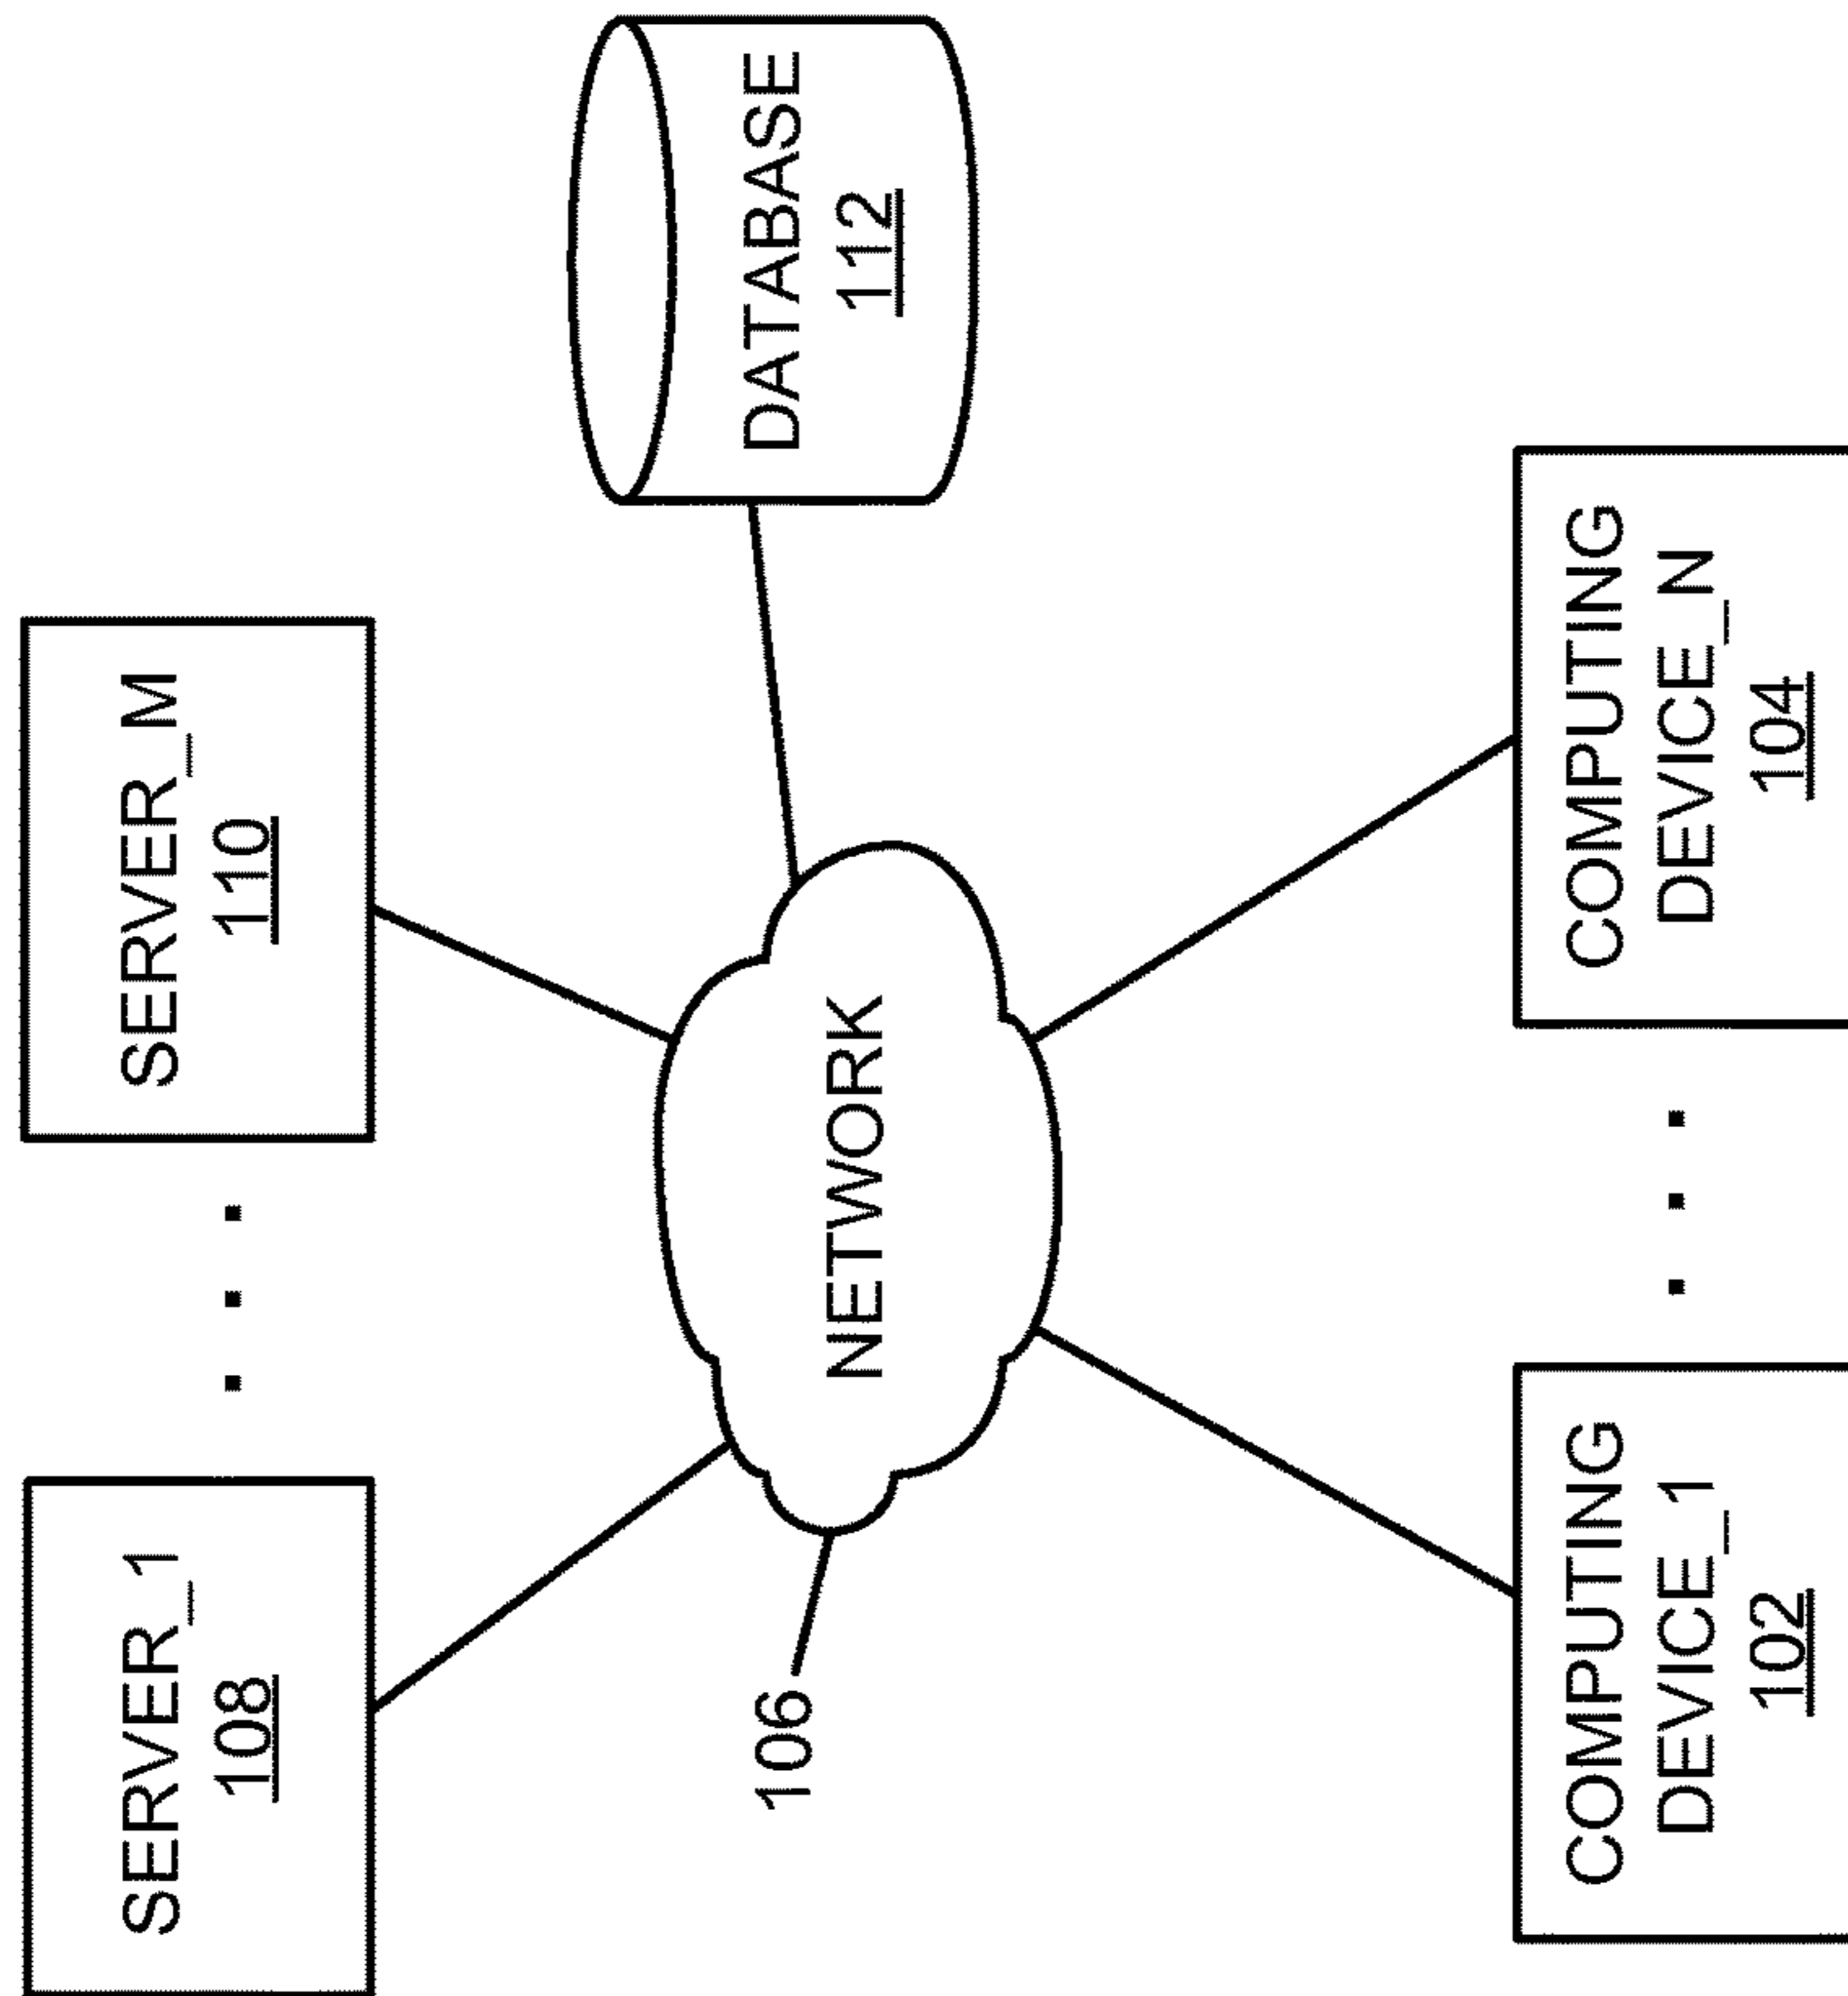 SERVER_1
108
SERVER_M
110
DATABASE
112
NETWORK
106
COMPUTING
DEVICE_1
102
COMPUTING
DEVICE_N
104